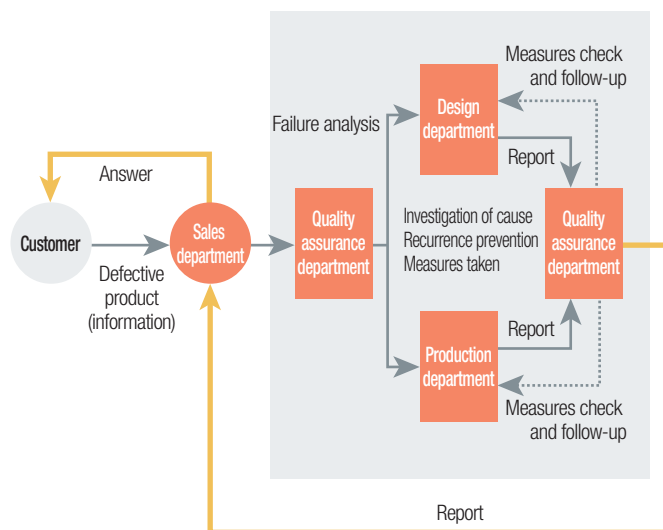 Measures check
and follow-up
Design
department
Failure analysis
Report
Answer
Customer
Sales
department
Quality
assurance
department
Investigation of cause
Recurrence prevention
Measures taken
Quality
assurance
department
Defective
product
(information)
Report
Production
department
Measures check
and follow-up
Report